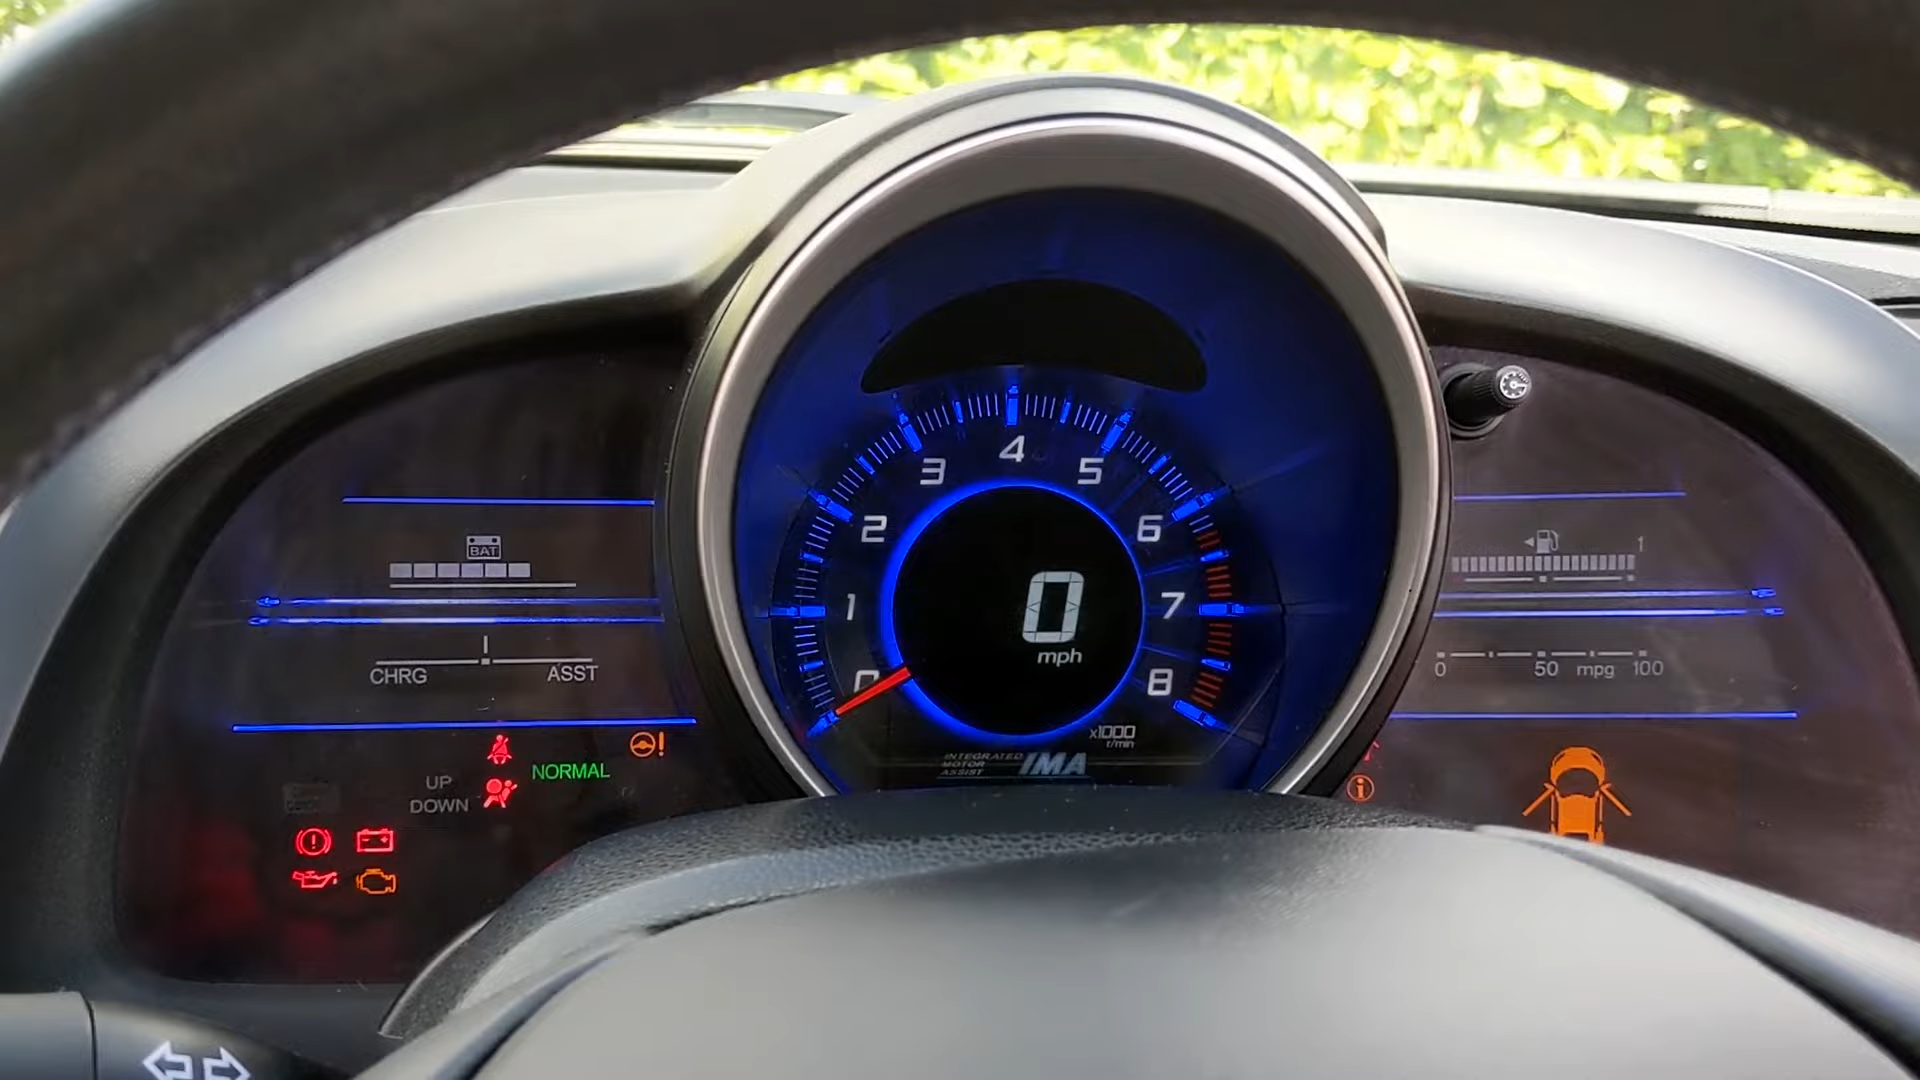 BAT
CHRG
ASST
UP
DOWN
NORMAL
0
1
2
3
4
5
6
7
8
0
mph
x1000
r/min
INTEGRATED
MOTOR
ASSIST
IMA
1
0 50 mpg 100